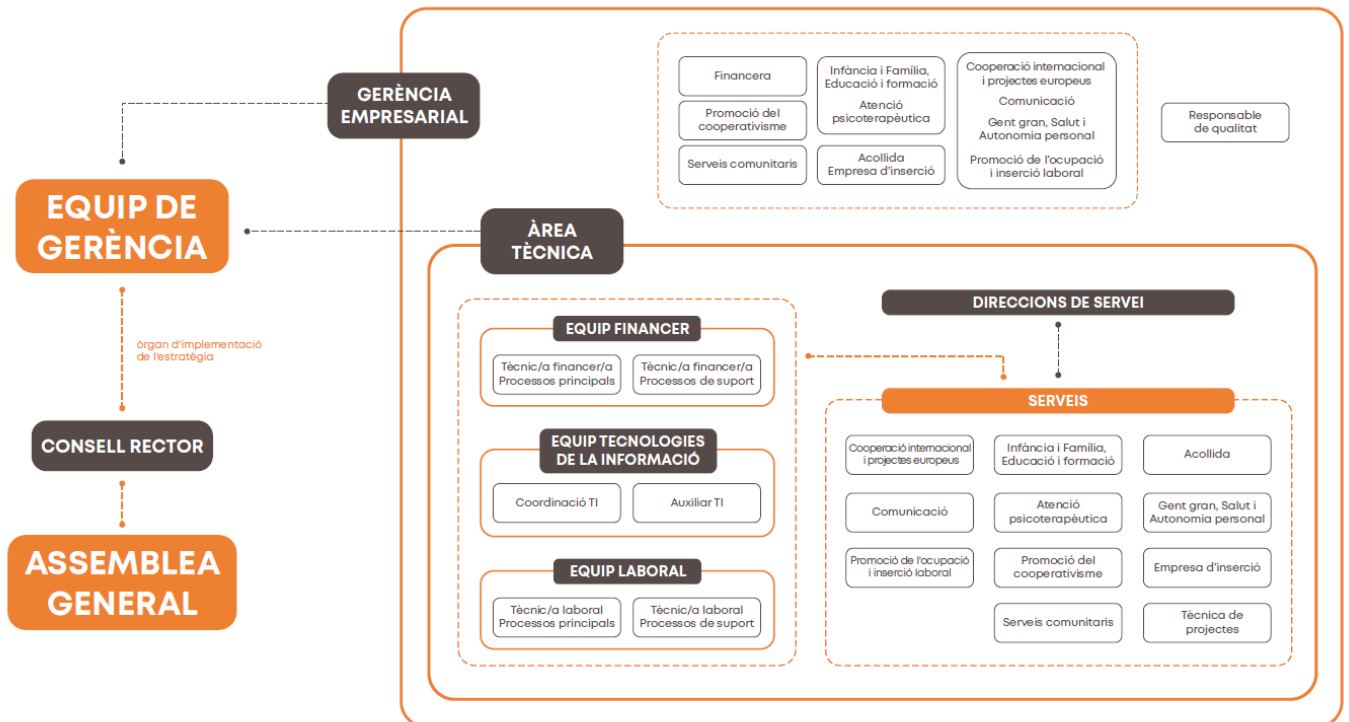 GERÈNCIA
EMPRESARIAL
EQUIP DE
GERÈNCIA
òrgan d'implementació
de l'estratègia
CONSELL RECTOR
ASSEMBLEA
GENERAL
Financera
Promoció del
cooperativisme
Serveis comunitaris
Infància i Família,
Educació i formació
Atenció
psicoterapèutica
Acollida
Empresa d'inserció
Cooperació internacional
i projectes europeus
Comunicació
Gent gran, Salut i
Autonomia personal
Promoció de l'ocupació
i inserció laboral
Responsable
de qualitat
ÀREA
TÈCNICA
EQUIP FINANCER
Tècnic/a financer/a
Processos principals
Tècnic/a financer/a
Processos de suport
EQUIP TECNOLOGIES
DE LA INFORMACIÓ
Coordinació TI
Auxiliar TI
EQUIP LABORAL
Tècnic/a laboral
Processos principals
Tècnic/a laboral
Processos de suport
DIRECCIONS DE SERVEI
SERVEIS
Cooperació internacional
i projectes europeus
Infància i Família,
Educació i formació
Acollida
Comunicació
Atenció
psicoterapèutica
Gent gran, Salut i
Autonomia personal
Promoció de l'ocupació
i inserció laboral
Promoció del
cooperativisme
Empresa d'inserció
Serveis comunitaris
Tècnica de
projectes